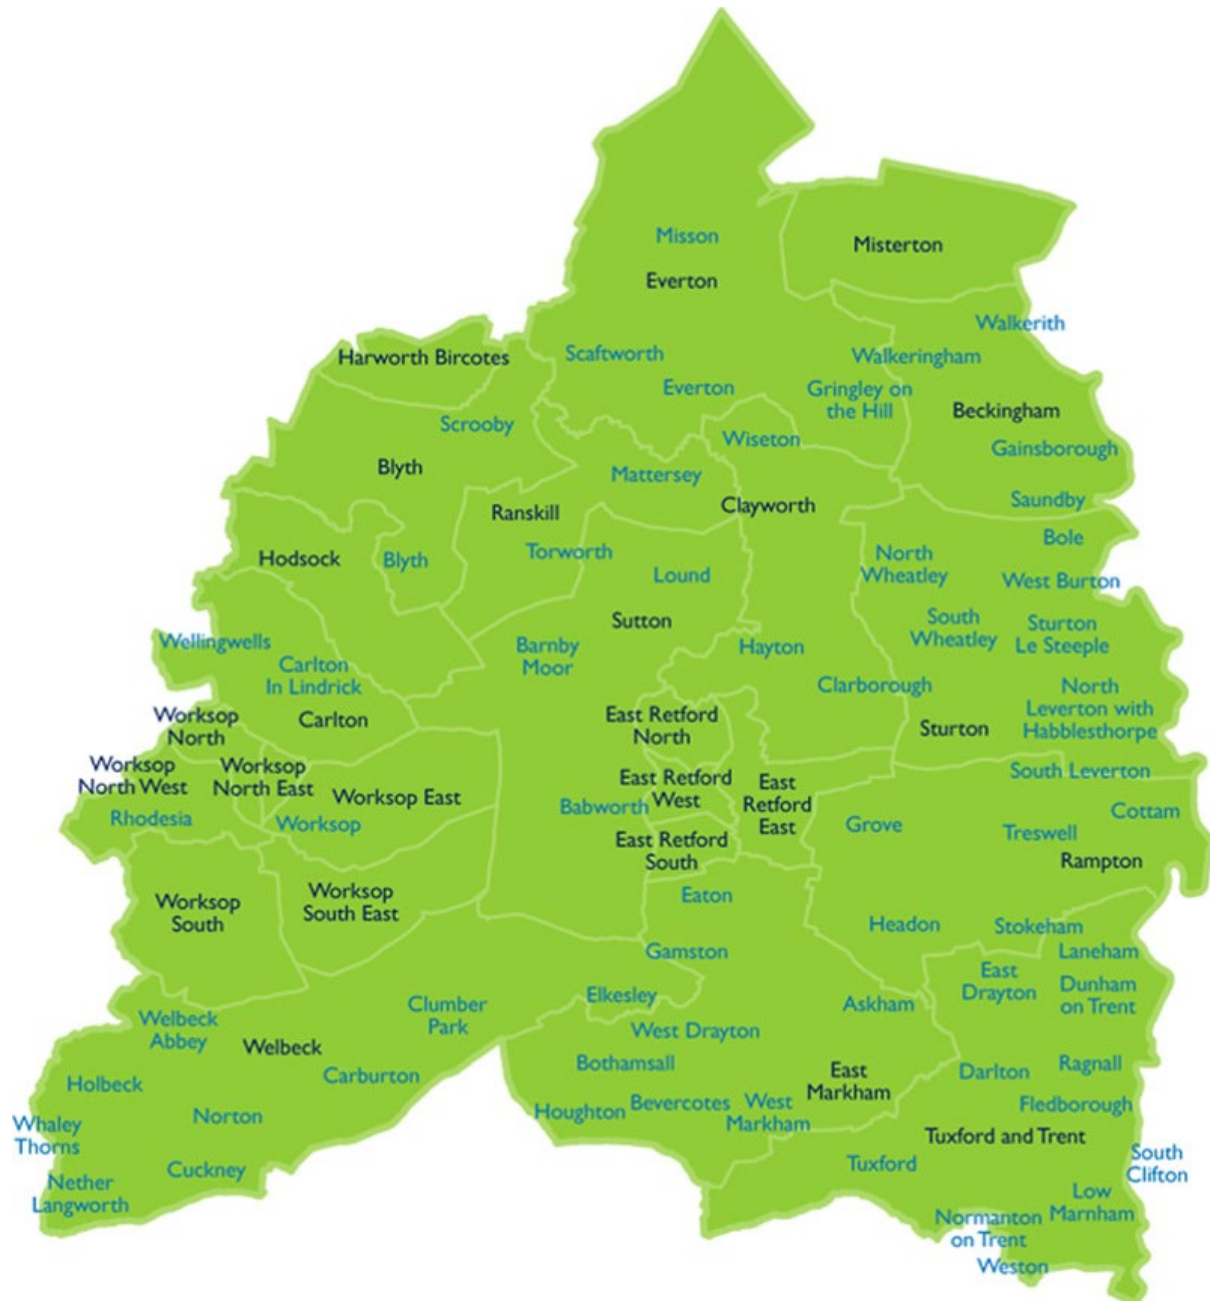 Misson
Misterton
Everton
Walkerith
Harworth Bircotes
Scaftworth
Walkeringham
Everton
Gringley on
the Hill
Beckingham
Scrooby
Wiseton
Gainsborough
Blyth
Mattersey
Saundby
Ranskill
Clayworth
Bole
Hodsock
Blyth
Torworth
Lound
North
Wheatley
West Burton
Sutton
South
Wheatley
Sturton
Le Steeple
Wellingwells
Barnby
Moor
Hayton
Carlton
In Lindrick
Clarborough
North
Leverton with
Habblesthorpe
Worksop
North
Carlton
East Retford
North
Sturton
Worksop
North West
Worksop
North East
Worksop East
East Retford
West
East
Retford
East
South Leverton
Rhodesia
Worksop
Babworth
Grove
Cottam
Treswell
East Retford
South
Rampton
Worksop
South
Worksop
South East
Eaton
Headon
Stokeham
Gamston
Laneham
East
Drayton
Dunham
on Trent
Elkesley
Askham
Clumber
Park
Welbeck
Abbey
Welbeck
West Drayton
Bothamsall
East
Markham
Darlton
Ragnall
Holbeck
Carburton
Houghton
Bevercotes
West
Markham
Fledborough
Norton
Whaley
Thorns
Tuxford and Trent
Cuckney
Tuxford
South
Clifton
Nether
Langworth
Low
Marnham
Normanton
on Trent
Weston